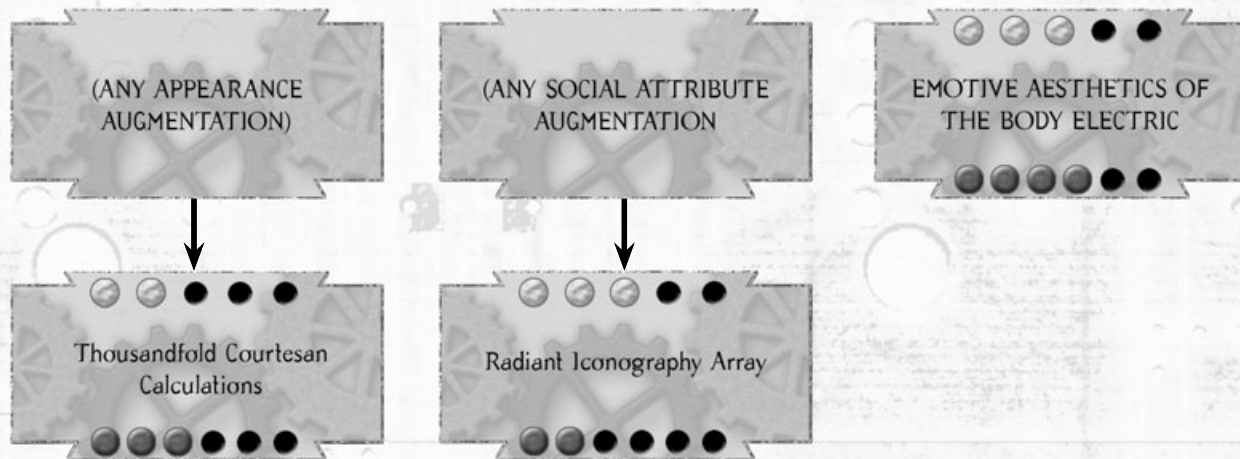 (ANY APPEARANCE
AUGMENTATION)
(ANY SOCIAL ATTRIBUTE
AUGMENTATION
EMOTIVE AESTHETICS OF
THE BODY ELECTRIC
Thousandfold Courtesan
Calculations
Radiant Iconography Array